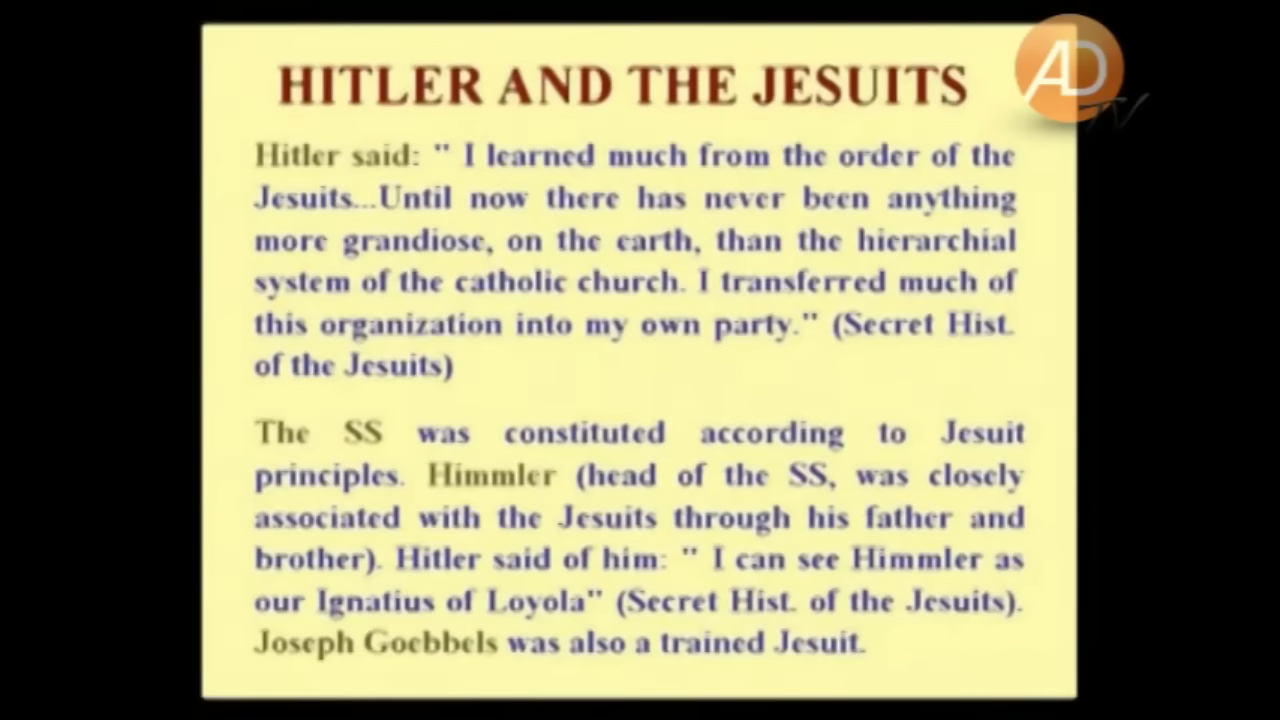 HITLER AND THE JESUITS
AD
TV
Hitler said: " I learned much from the order of the
Jesuits...Until now there has never been anything
more grandiose, on the earth, than the hierarchial
system of the catholic church. I transferred much of
this organization into my own party." (Secret Hist.
of the Jesuits)
The SS was constituted according to Jesuit
principles. Himmler (head of the SS, was closely
associated with the Jesuits through his father and
brother). Hitler said of him: " I can see Himmler as
our Ignatius of Loyola" (Secret Hist. of the Jesuits).
Joseph Goebbels was also a trained Jesuit.